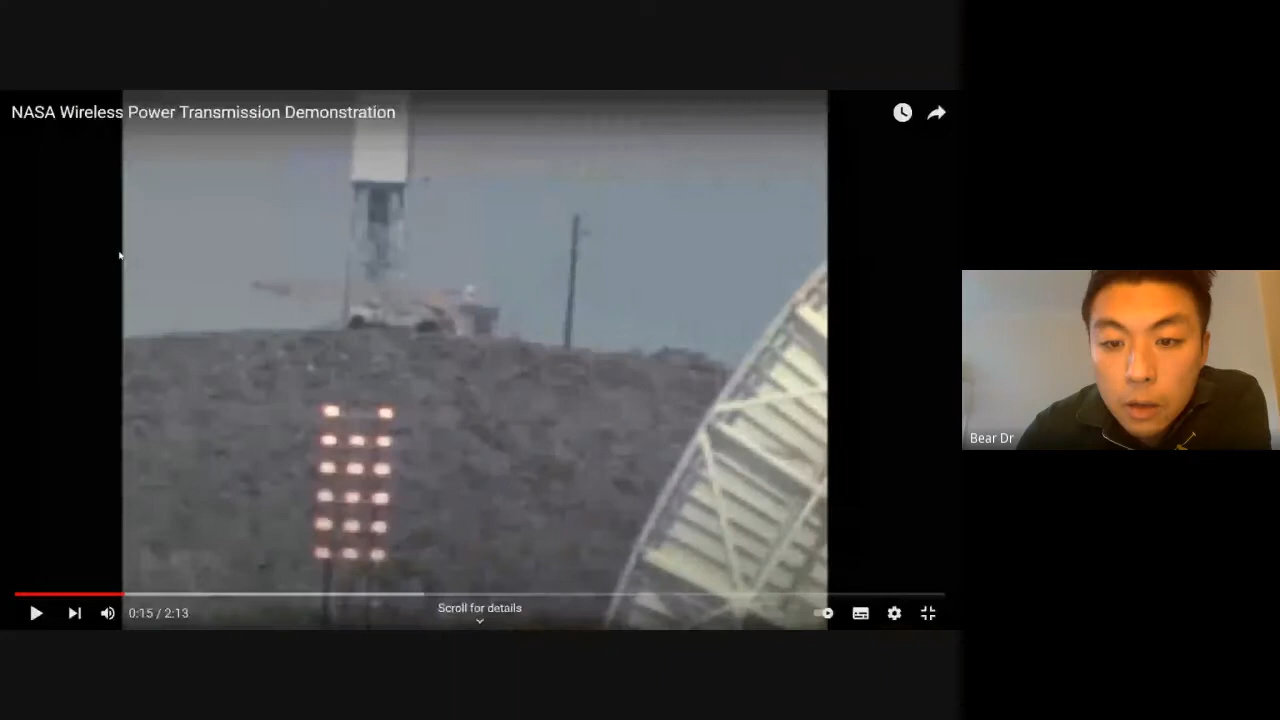 NASA Wireless Power Transmission Demonstration
Bear Dr
0:15 / 2:13
Scroll for details